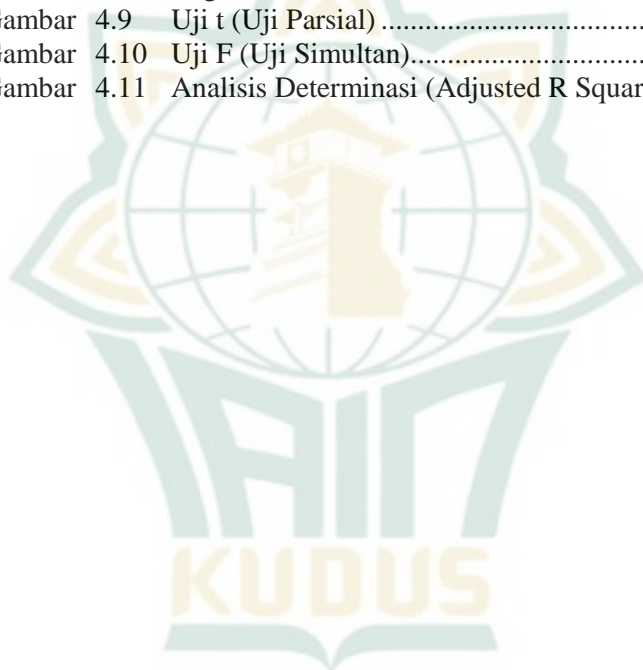 ambar 4.9 Uji t (Uji Parsial) ....................................
ambar 4.10 Uji F (Uji Simultan)................................
ambar 4.11 Analisis Determinasi (Adjusted R Squar
IAIN
KUDUS